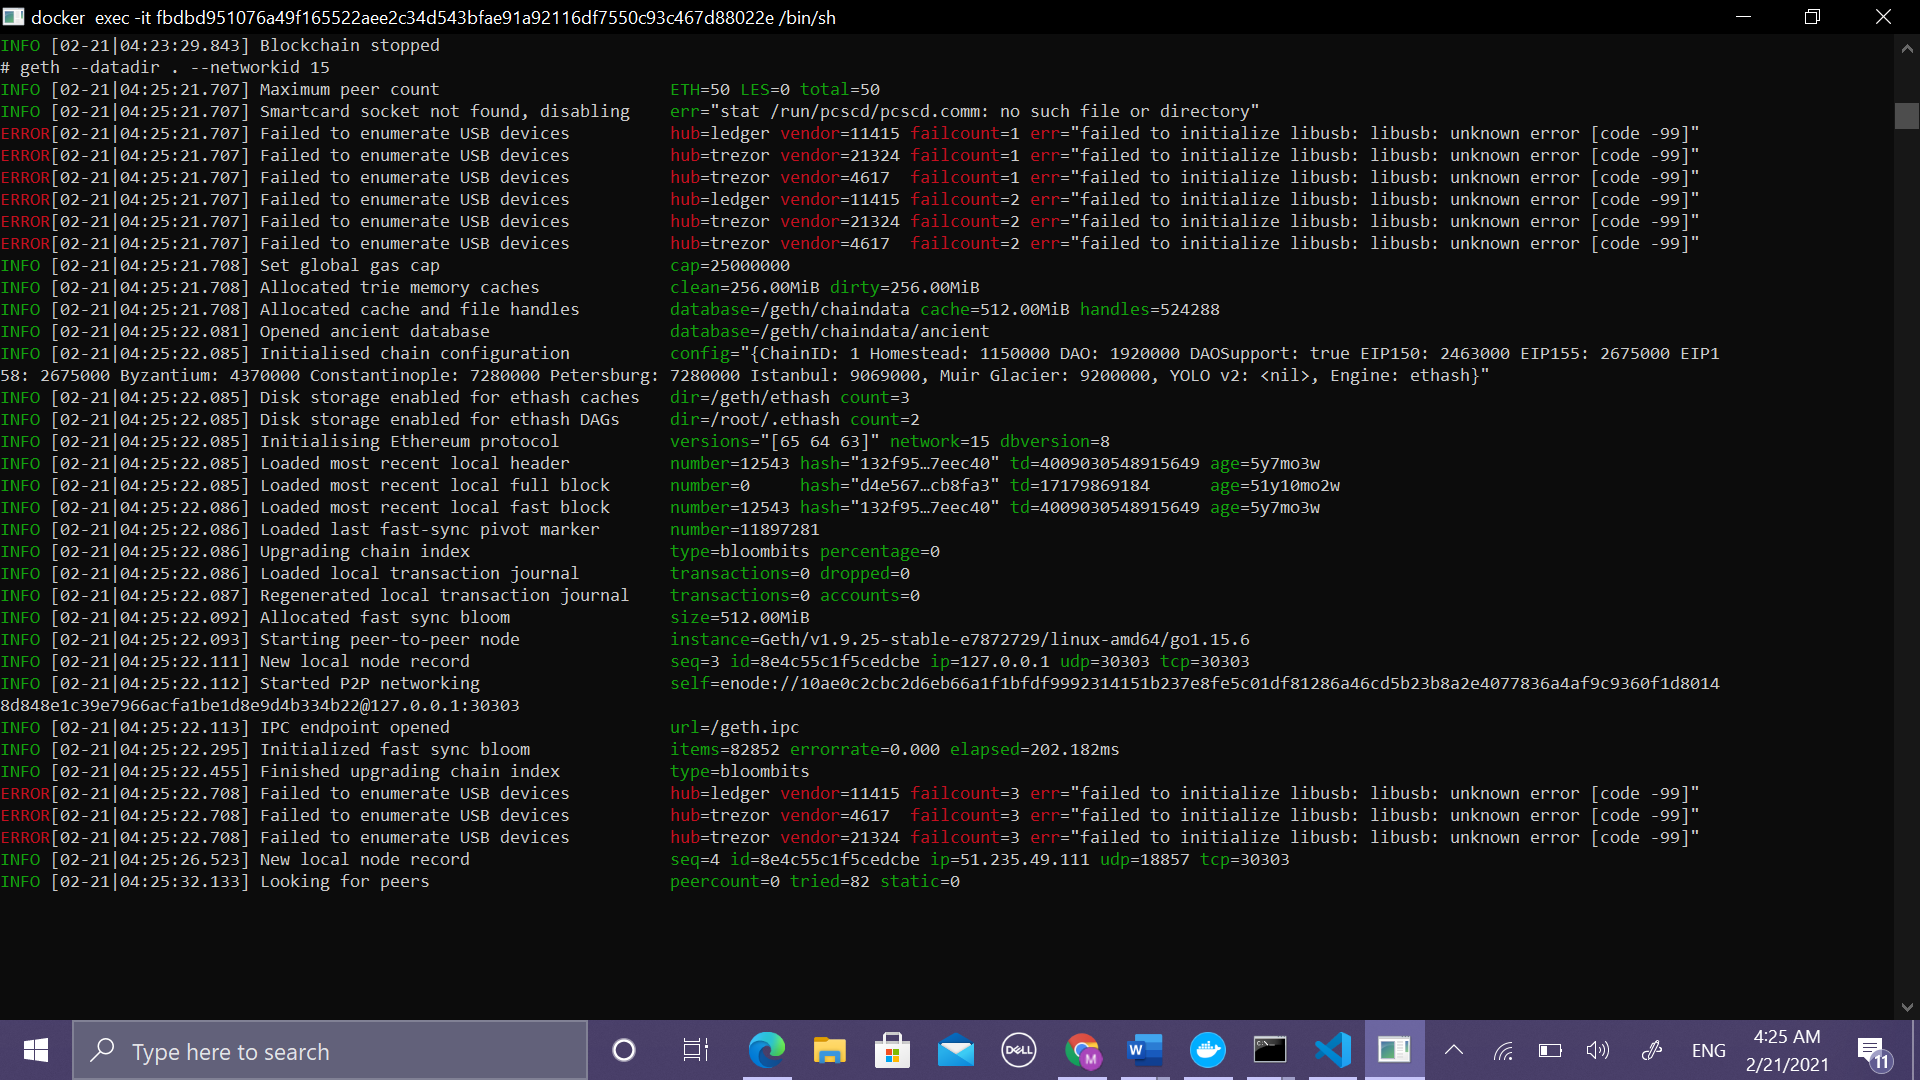 docker  exec -it fbdbd951076a49f165522aee2c34d543bfae91a92116df7550c93c467d88022e /bin/sh
INFO [02-21|04:23:29.843] Blockchain stopped
# geth --datadir . --networkid 15
INFO [02-21|04:25:21.707] Maximum peer count                       ETH=50 LES=0 total=50
INFO [02-21|04:25:21.707] Smartcard socket not found, disabling    err="stat /run/pcscd/pcscd.comm: no such file or directory"
ERROR[02-21|04:25:21.707] Failed to enumerate USB devices          hub=ledger vendor=11415 failcount=1 err="failed to initialize libusb: libusb: unknown error [code -99]"
ERROR[02-21|04:25:21.707] Failed to enumerate USB devices          hub=trezor vendor=21324 failcount=1 err="failed to initialize libusb: libusb: unknown error [code -99]"
ERROR[02-21|04:25:21.707] Failed to enumerate USB devices          hub=trezor vendor=4617  failcount=1 err="failed to initialize libusb: libusb: unknown error [code -99]"
ERROR[02-21|04:25:21.707] Failed to enumerate USB devices          hub=ledger vendor=11415 failcount=2 err="failed to initialize libusb: libusb: unknown error [code -99]"
ERROR[02-21|04:25:21.707] Failed to enumerate USB devices          hub=trezor vendor=21324 failcount=2 err="failed to initialize libusb: libusb: unknown error [code -99]"
ERROR[02-21|04:25:21.707] Failed to enumerate USB devices          hub=trezor vendor=4617  failcount=2 err="failed to initialize libusb: libusb: unknown error [code -99]"
INFO [02-21|04:25:21.708] Set global gas cap                       cap=25000000
INFO [02-21|04:25:21.708] Allocated trie memory caches             clean=256.00MiB dirty=256.00MiB
INFO [02-21|04:25:21.708] Allocated cache and file handles         database=/geth/chaindata cache=512.00MiB handles=524288
INFO [02-21|04:25:22.081] Opened ancient database                  database=/geth/chaindata/ancient
INFO [02-21|04:25:22.085] Initialised chain configuration          config="{ChainID: 1 Homestead: 1150000 DAO: 1920000 DAOSupport: true EIP150: 2463000 EIP155: 2675000 EIP1
58: 2675000 Byzantium: 4370000 Constantinople: 7280000 Petersburg: 7280000 Istanbul: 9069000, Muir Glacier: 9200000, YOLO v2: <nil>, Engine: ethash}"
INFO [02-21|04:25:22.085] Disk storage enabled for ethash caches   dir=/geth/ethash count=3
INFO [02-21|04:25:22.085] Disk storage enabled for ethash DAGs     dir=/root/.ethash count=2
INFO [02-21|04:25:22.085] Initialising Ethereum protocol           versions="[65 64 63]" network=15 dbversion=8
INFO [02-21|04:25:22.085] Loaded most recent local header          number=12543 hash="132f95…7eec40" td=4009030548915649 age=5y7mo3w
INFO [02-21|04:25:22.085] Loaded most recent local full block      number=0     hash="d4e567…cb8fa3" td=17179869184      age=51y10mo2w
INFO [02-21|04:25:22.086] Loaded most recent local fast block      number=12543 hash="132f95…7eec40" td=4009030548915649 age=5y7mo3w
INFO [02-21|04:25:22.086] Loaded last fast-sync pivot marker       number=11897281
INFO [02-21|04:25:22.086] Upgrading chain index                    type=bloombits percentage=0
INFO [02-21|04:25:22.086] Loaded local transaction journal         transactions=0 dropped=0
INFO [02-21|04:25:22.087] Regenerated local transaction journal    transactions=0 accounts=0
INFO [02-21|04:25:22.092] Allocated fast sync bloom                size=512.00MiB
INFO [02-21|04:25:22.093] Starting peer-to-peer node               instance=Geth/v1.9.25-stable-e7872729/linux-amd64/go1.15.6
INFO [02-21|04:25:22.111] New local node record                    seq=3 id=8e4c55c1f5cedcbe ip=127.0.0.1 udp=30303 tcp=30303
INFO [02-21|04:25:22.112] Started P2P networking                   self=enode://10ae0c2cbc2d6eb66a1f1bfdf9992314151b237e8fe5c01df81286a46cd5b23b8a2e4077836a4af9c9360f1d8014
8d848e1c39e7966acfa1be1d8e9d4b334b22@127.0.0.1:30303
INFO [02-21|04:25:22.113] IPC endpoint opened                      url=/geth.ipc
INFO [02-21|04:25:22.295] Initialized fast sync bloom              items=82852 errorrate=0.000 elapsed=202.182ms
INFO [02-21|04:25:22.455] Finished upgrading chain index           type=bloombits
ERROR[02-21|04:25:22.708] Failed to enumerate USB devices          hub=ledger vendor=11415 failcount=3 err="failed to initialize libusb: libusb: unknown error [code -99]"
ERROR[02-21|04:25:22.708] Failed to enumerate USB devices          hub=trezor vendor=4617  failcount=3 err="failed to initialize libusb: libusb: unknown error [code -99]"
ERROR[02-21|04:25:22.708] Failed to enumerate USB devices          hub=trezor vendor=21324 failcount=3 err="failed to initialize libusb: libusb: unknown error [code -99]"
INFO [02-21|04:25:26.523] New local node record                    seq=4 id=8e4c55c1f5cedcbe ip=51.235.49.111 udp=18857 tcp=30303
INFO [02-21|04:25:32.133] Looking for peers                        peercount=0 tried=82 static=0
Type here to search
DELL
M
W
ENG
4:25 AM
2/21/2021
11